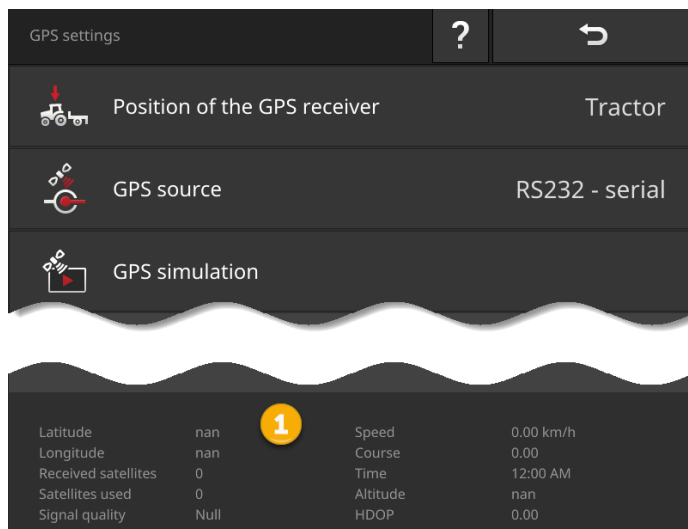 GPS settings
?
Position of the GPS receiver Tractor
GPS source RS232 - serial
GPS simulation
1
Latitude nan Speed 0.00 km/h
Longitude nan Course 0.00
Received satellites 0 Time 12:00 AM
Satellites used 0 Altitude nan
Signal quality Null HDOP 0.00